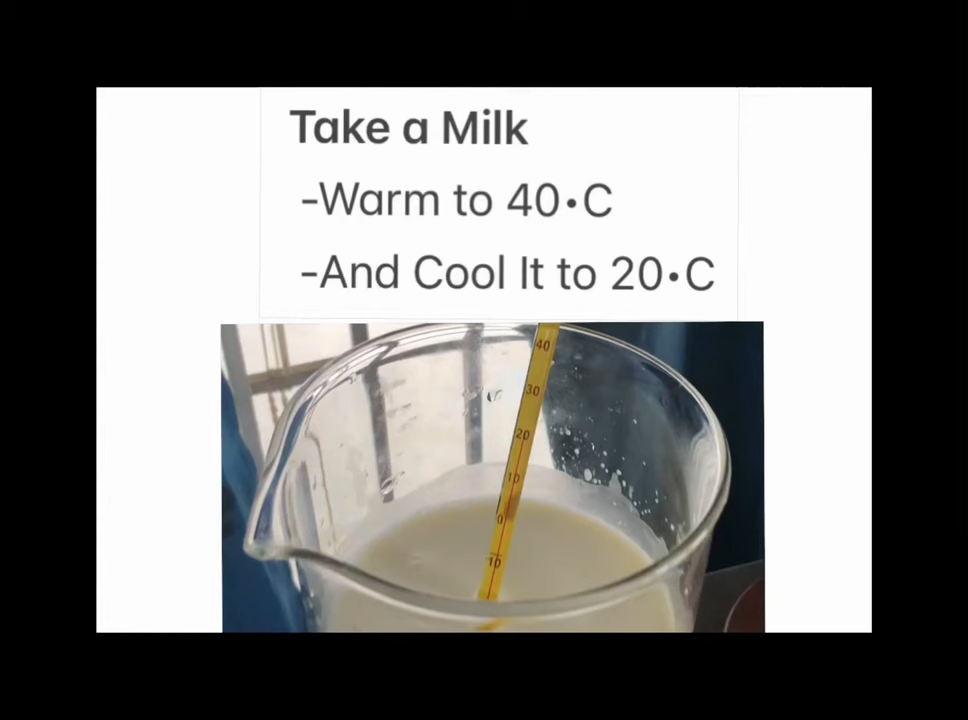 Take a Milk
-Warm to 40•C
-And Cool It to 20•C
40
30
20
10
0
10